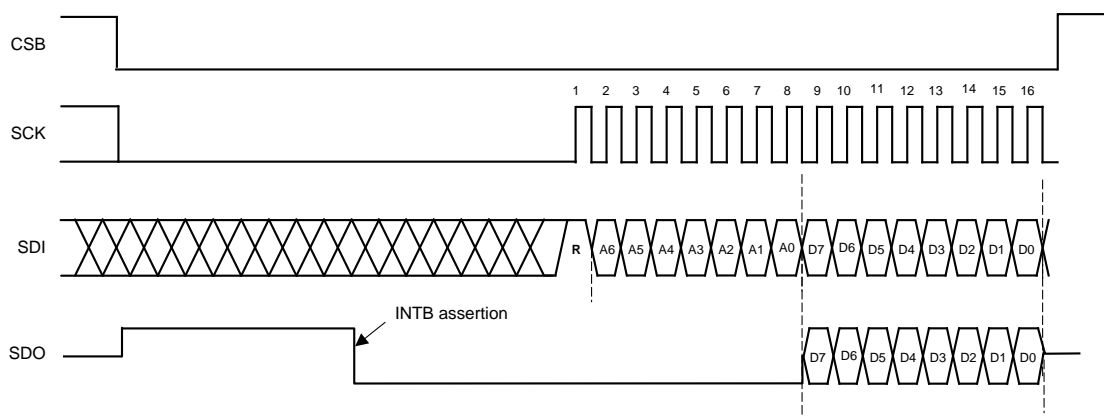 CSB
1 2 3 4 5 6 7 8 9 10 11 12 13 14 15 16
SCK
SDI
R A6 A5 A4 A3 A2 A1 A0 D7 D6 D5 D4 D3 D2 D1 D0
INTB assertion
SDO
D7 D6 D5 D4 D3 D2 D1 D0